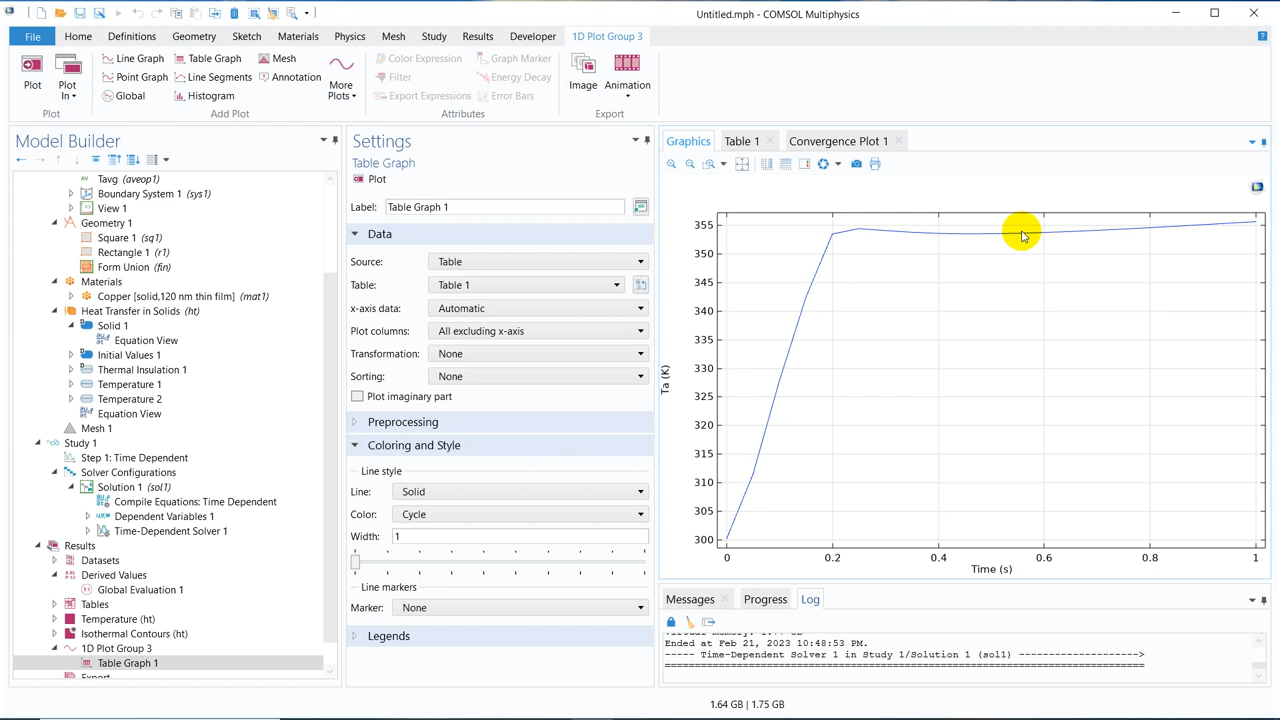 Untitled.mph - COMSOL Multiphysics
File Home Definitions Geometry Sketch Materials Physics Mesh Study Results Developer 1D Plot Group 3
Line Graph Table Graph Mesh Color Expression Graph Marker
Point Graph Line Segments Annotation Filter Energy Decay
Plot Plot In Global Histogram More Plots Export Expressions Error Bars Image Animation
Plot Add Plot Attributes Export
Model Builder
Tavg (aveop1)
Boundary System 1 (sys1)
View 1
Geometry 1
Square 1 (sq1)
Rectangle 1 (r1)
Form Union (fin)
Materials
Copper [solid,120 nm thin film] (mat1)
Heat Transfer in Solids (ht)
Solid 1
Equation View
Initial Values 1
Thermal Insulation 1
Temperature 1
Temperature 2
Equation View
Mesh 1
Study 1
Step 1: Time Dependent
Solver Configurations
Solution 1 (sol1)
Compile Equations: Time Dependent
Dependent Variables 1
Time-Dependent Solver 1
Results
Datasets
Derived Values
Global Evaluation 1
Tables
Temperature (ht)
Isothermal Contours (ht)
1D Plot Group 3
Table Graph 1
Settings
Table Graph
Plot
Label: Table Graph 1
Data
Source: Table
Table: Table 1
x-axis data: Automatic
Plot columns: All excluding x-axis
Transformation: None
Sorting: None
Plot imaginary part
Preprocessing
Coloring and Style
Line style
Line: Solid
Color: Cycle
Width: 1
Line markers
Marker: None
Legends
Graphics Table 1 Convergence Plot 1
355
350
345
340
335
330
325
320
315
310
305
300
Ta (K)
0 0.2 0.4 0.6 0.8 1
Time (s)
Messages Progress Log
Ended at Feb 21, 2023 10:48:53 PM.
----- Time-Dependent Solver 1 in Study 1/Solution 1 (sol1) --------------------->
1.64 GB | 1.75 GB